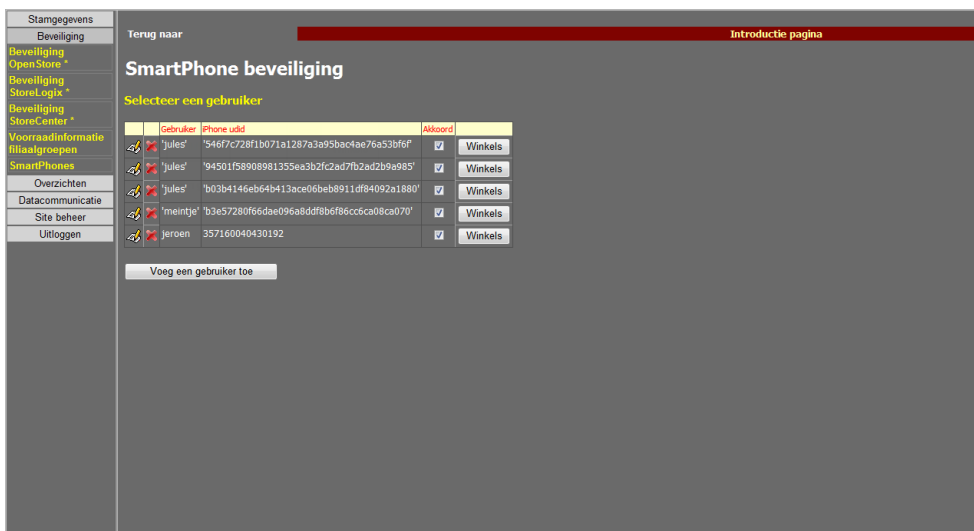 Stamgegevens
Beveiliging
Beveiliging
OpenStore *
Beveiliging
StoreLogix *
Beveiliging
StoreCenter *
Voorraadinformatie
filiaalgroepen
SmartPhones
Overzichten
Datacommunicatie
Site beheer
Uitloggen
Terug naar Introductie pagina
SmartPhone beveiliging
Selecteer een gebruiker
Gebruiker iPhone udid Akkoord
'jules' '546f7c728f1b071a1287a3a95bac4ae76a53bf6f' Winkels
'jules' '94501f58908981355ea3b2fc2ad7fb2ad2b9a985' Winkels
'jules' 'b03b4146eb64b413ace06beb8911df84092a1880' Winkels
'meintje' 'b3e57280f66dae096a8ddf8b6f86cc6ca08ca070' Winkels
jeroen 357160040430192 Winkels
Voeg een gebruiker toe